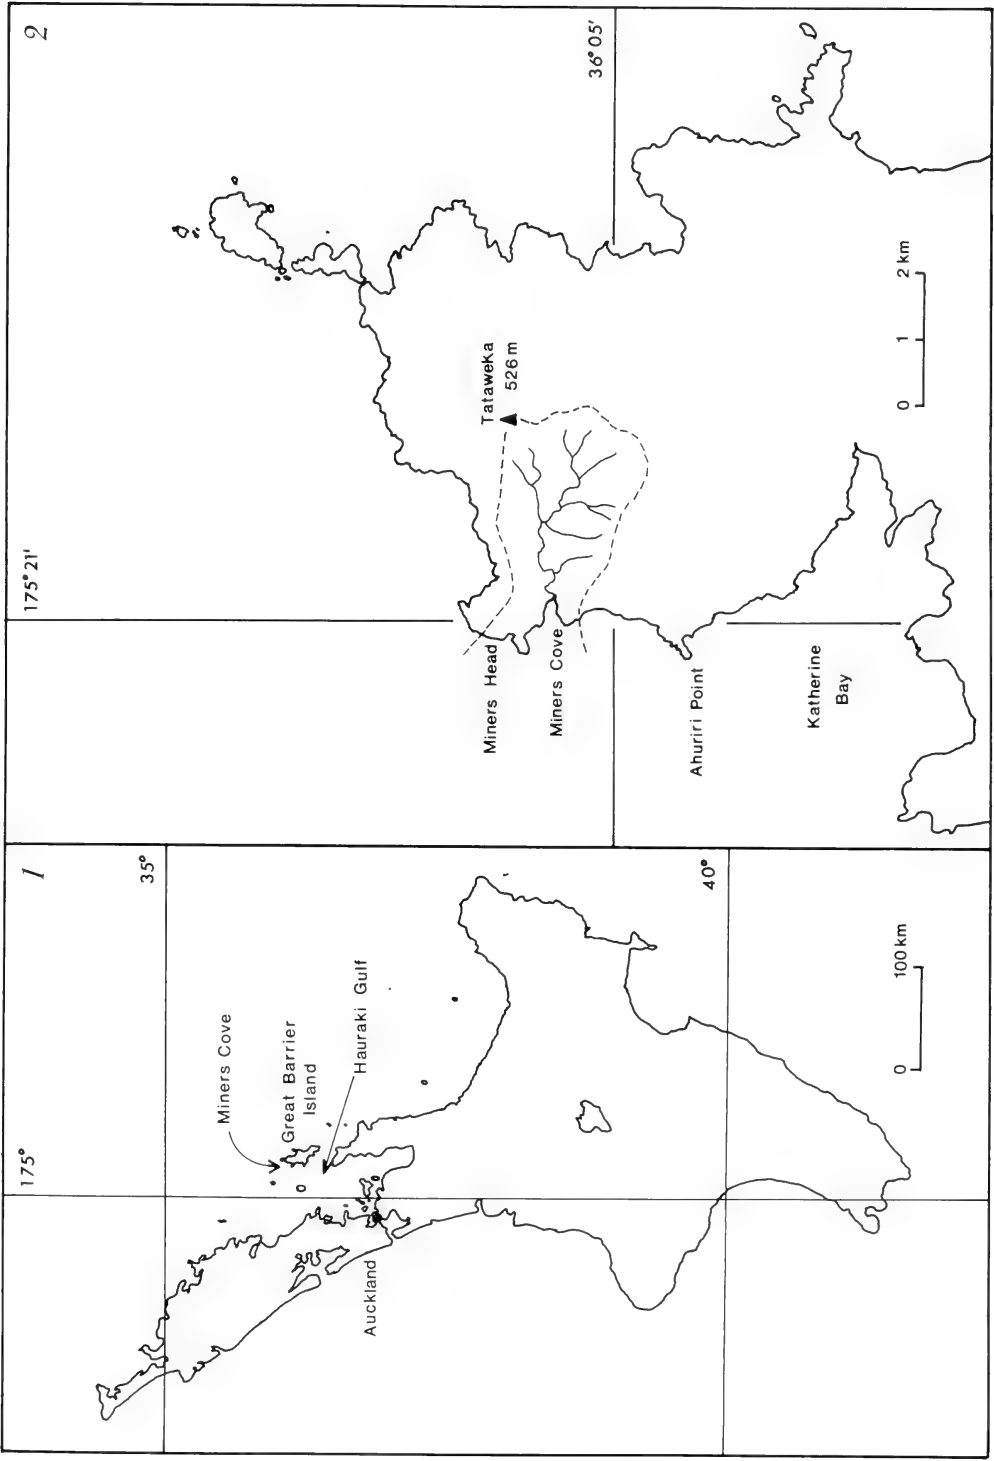 1
175°
35°
40°
Miners Cove
Great Barrier
Island
Hauraki Gulf
Auckland
0
100 km
2
175° 21'
36° 05'
Tataweka
526 m
Miners Head
Miners Cove
Ahuriri Point
Katherine
Bay
0 1 2 km